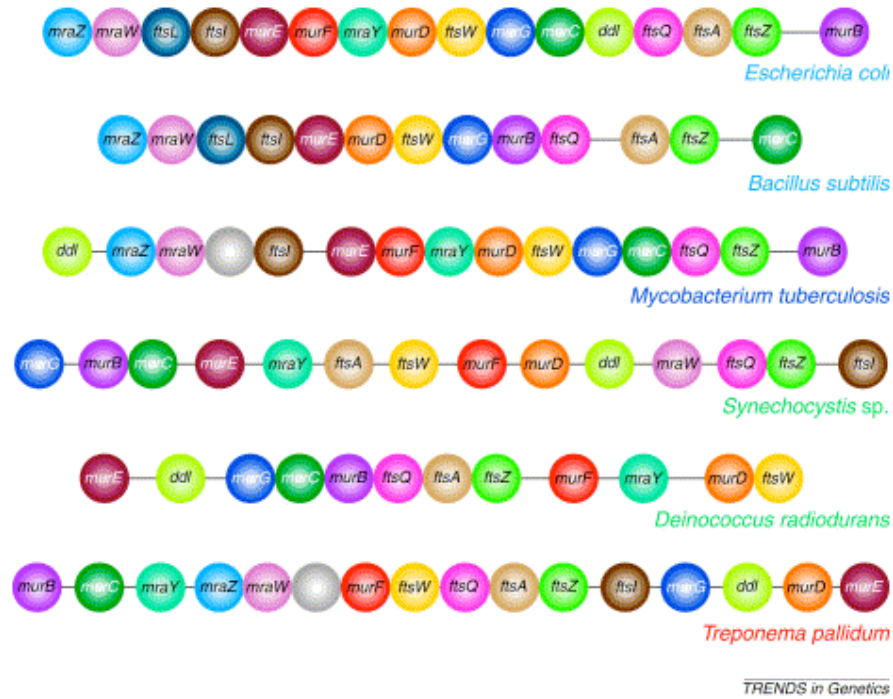 mraZ mraW ftsL ftsI murE murF mraY murD ftsW murG murC ddl ftsQ ftsA ftsZ murB
Escherichia coli
mraZ mraW ftsL ftsI murE murD ftsW murG murB ftsQ ftsA ftsZ murC
Bacillus subtilis
ddl mraZ mraW ftsI murE murF mraY murD ftsW murG murC ftsQ ftsZ murB
Mycobacterium tuberculosis
murG murB murC murE mraY ftsA ftsW murF murD ddl mraW ftsQ ftsZ ftsI
Synechocystis sp.
murE ddl murG murC murB ftsQ ftsA ftsZ murF mraY murD ftsW
Deinococcus radiodurans
murB murC mraY mraZ mraW murF ftsW ftsQ ftsA ftsZ ftsI murG ddl murD murE
Treponema pallidum
TRENDS in Genetics